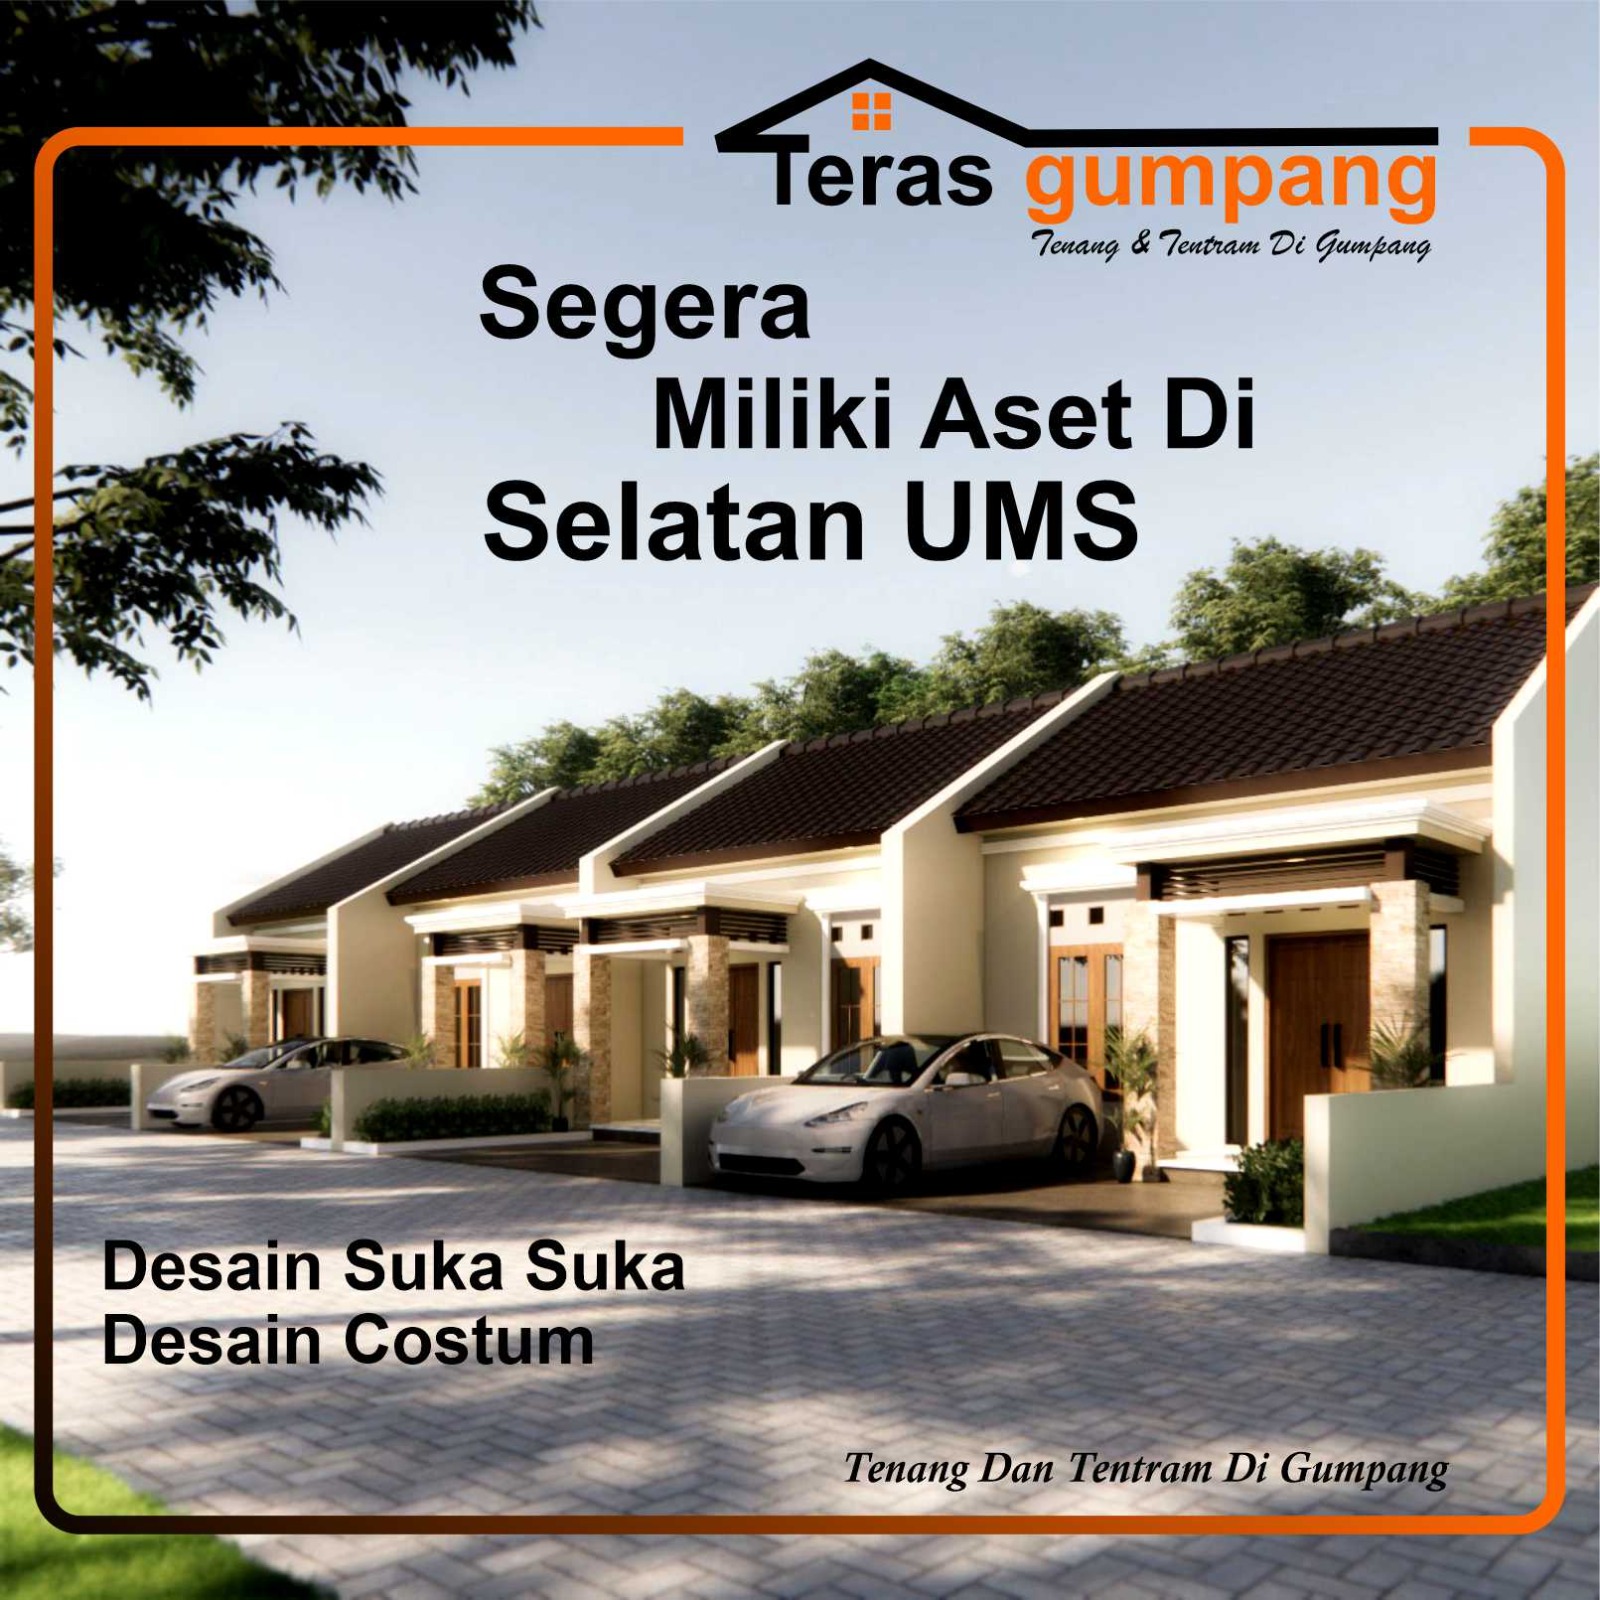 Teras gumpang
Tenang & Tentram Di Gumpang
Segera
Miliki Aset Di
Selatan UMS
Desain Suka Suka
Desain Costum
Tenang Dan Tentram Di Gumpang